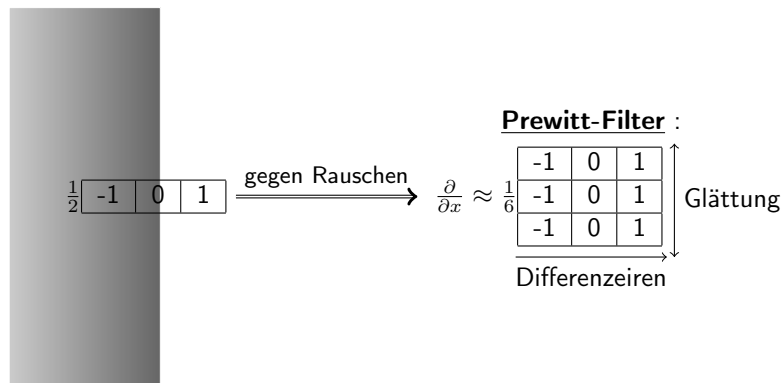 1/2 -1 0 1
gegen Rauschen
Prewitt-Filter :
∂/∂x ≈ 1/6
-1 0 1
-1 0 1
-1 0 1
Glättung
Differenzeiren